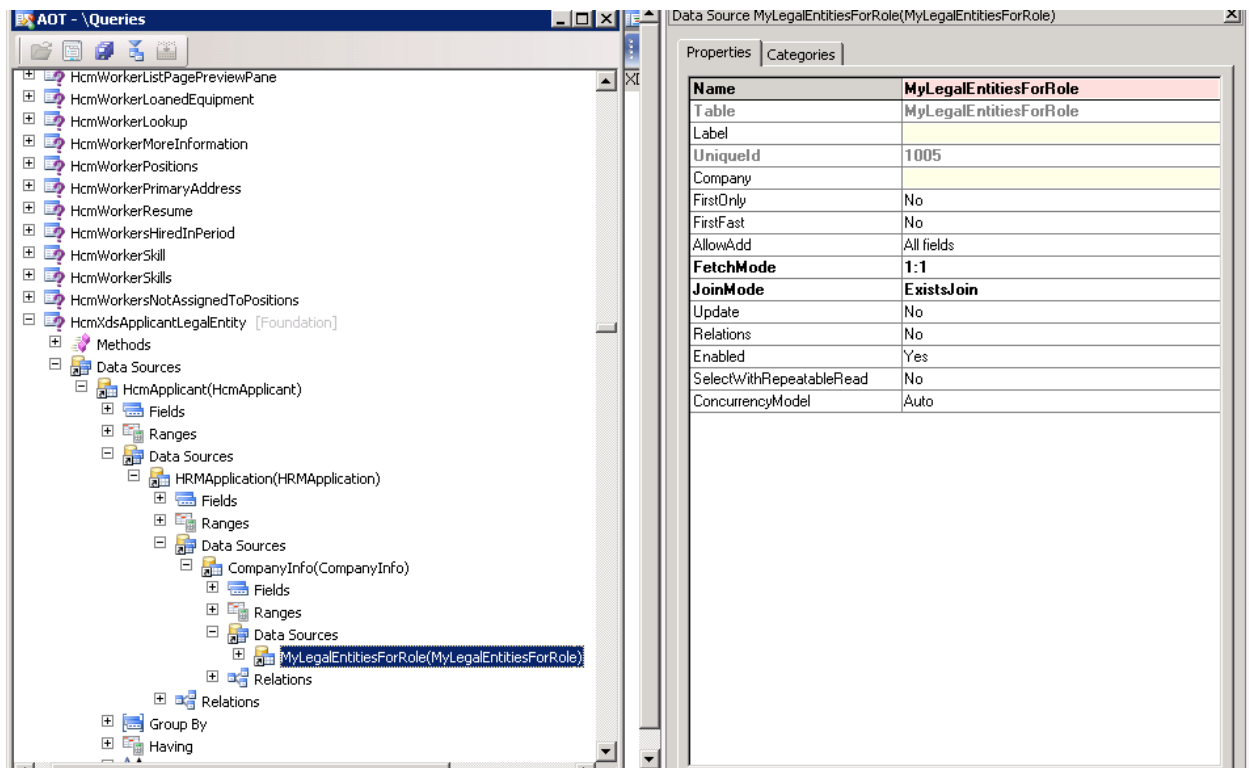 AOT - \Queries
HcmWorkerListPagePreviewPane
HcmWorkerLoanedEquipment
HcmWorkerLookup
HcmWorkerMoreInformation
HcmWorkerPositions
HcmWorkerPrimaryAddress
HcmWorkerResume
HcmWorkersHiredInPeriod
HcmWorkerSkill
HcmWorkerSkills
HcmWorkersNotAssignedToPositions
HcmXdsApplicantLegalEntity [Foundation]
Methods
Data Sources
HcmApplicant(HcmApplicant)
Fields
Ranges
Data Sources
HRMApplication(HRMApplication)
Fields
Ranges
Data Sources
CompanyInfo(CompanyInfo)
Fields
Ranges
Data Sources
MyLegalEntitiesForRole(MyLegalEntitiesForRole)
Relations
Relations
Group By
Having
Data Source MyLegalEntitiesForRole(MyLegalEntitiesForRole)
Properties Categories
Name MyLegalEntitiesForRole
Table MyLegalEntitiesForRole
Label
UniqueId 1005
Company
FirstOnly No
FirstFast No
AllowAdd All fields
FetchMode 1:1
JoinMode ExistsJoin
Update No
Relations No
Enabled Yes
SelectWithRepeatableRead No
ConcurrencyModel Auto